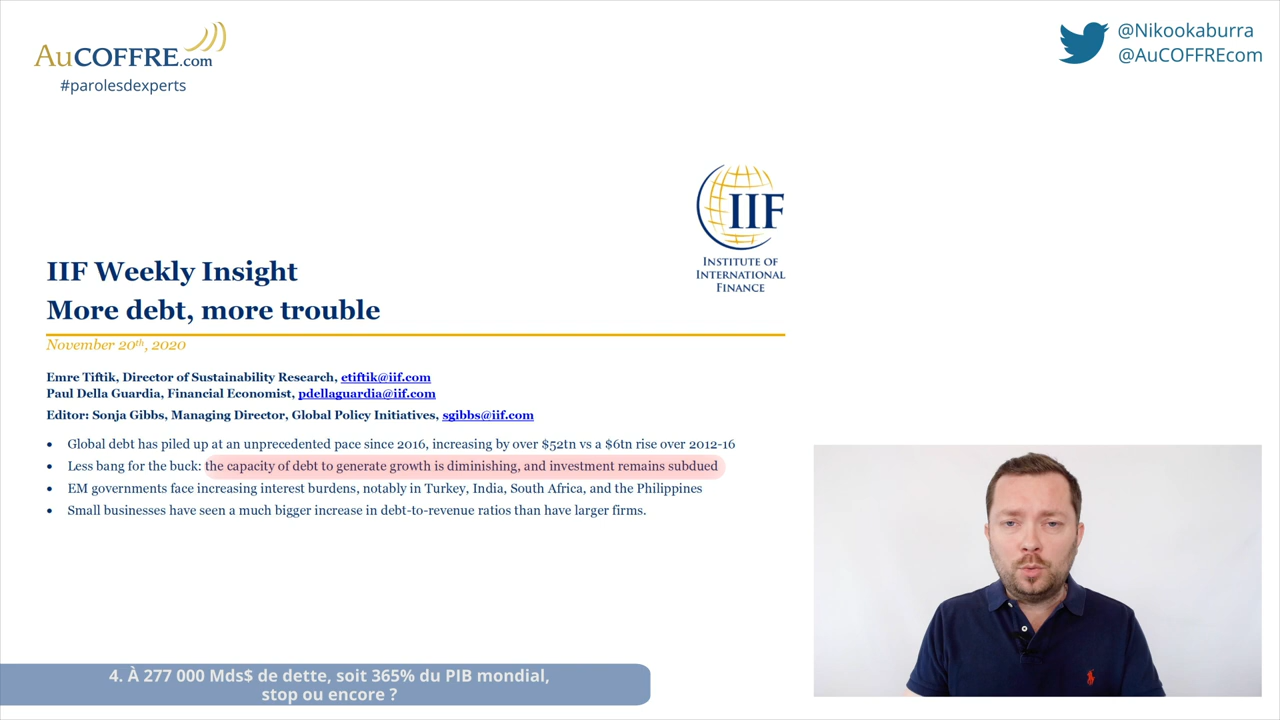 AuCOFFRE.com
#parolesdexperts
@Nikookaburra
@AuCOFFREcom
IIF
INSTITUTE OF
INTERNATIONAL
FINANCE
IIF Weekly Insight
More debt, more trouble
November 20th, 2020
Emre Tiftik, Director of Sustainability Research, etiftik@iif.com
Paul Della Guardia, Financial Economist, pdellaguardia@iif.com
Editor: Sonja Gibbs, Managing Director, Global Policy Initiatives, sgibbs@iif.com
• Global debt has piled up at an unprecedented pace since 2016, increasing by over $52tn vs a $6tn rise over 2012-16
• Less bang for the buck: the capacity of debt to generate growth is diminishing, and investment remains subdued
• EM governments face increasing interest burdens, notably in Turkey, India, South Africa, and the Philippines
• Small businesses have seen a much bigger increase in debt-to-revenue ratios than have larger firms.
4. À 277 000 Mds$ de dette, soit 365% du PIB mondial,
stop ou encore ?